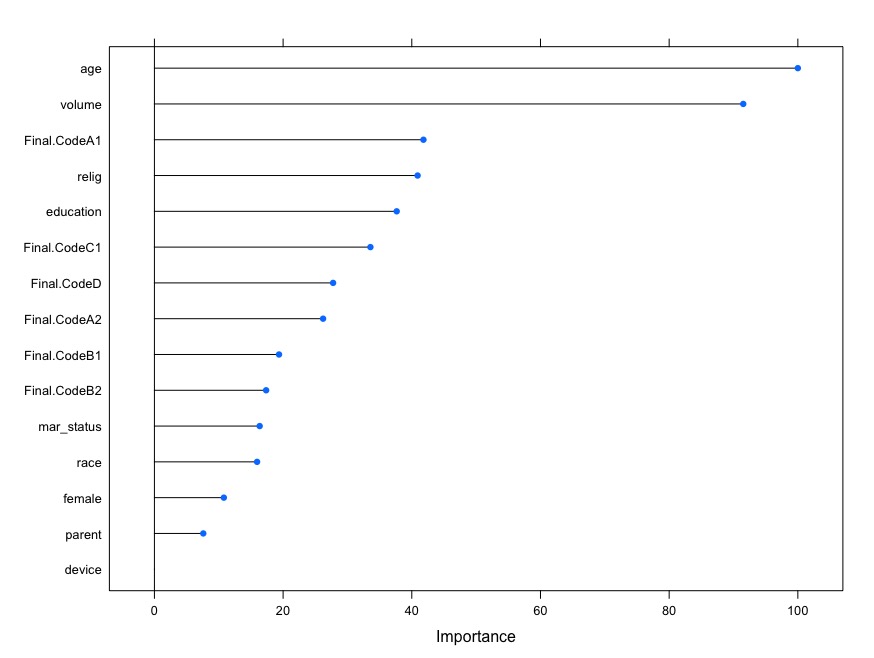 age
volume
Final.CodeA1
relig
education
Final.CodeC1
Final.CodeD
Final.CodeA2
Final.CodeB1
Final.CodeB2
mar_status
race
female
parent
device
0 20 40 60 80 100
Importance